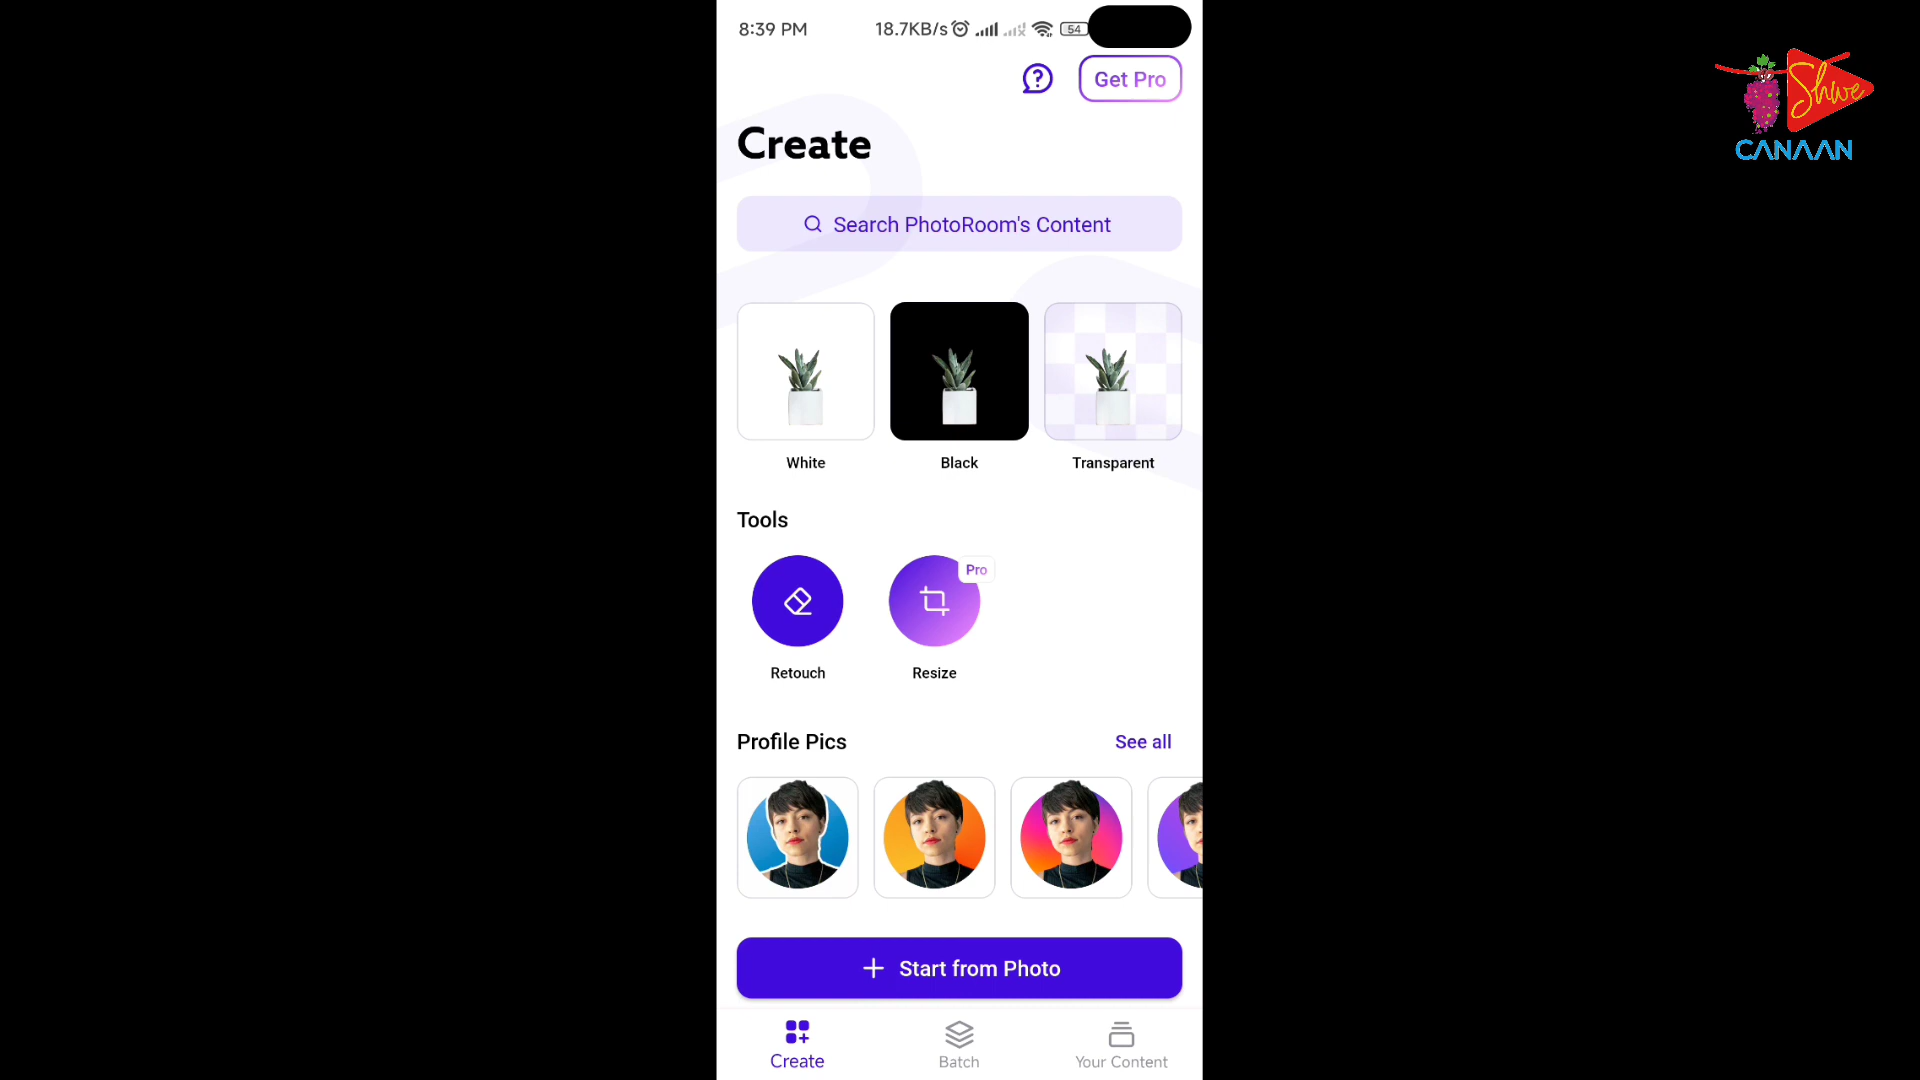 8:39 PM 18.7KB/s 54
Get Pro
Shwe
CANAAN
Create
Search PhotoRoom's Content
White Black Transparent
Tools
Pro
Retouch Resize
Profile Pics See all
Start from Photo
Create Batch Your Content